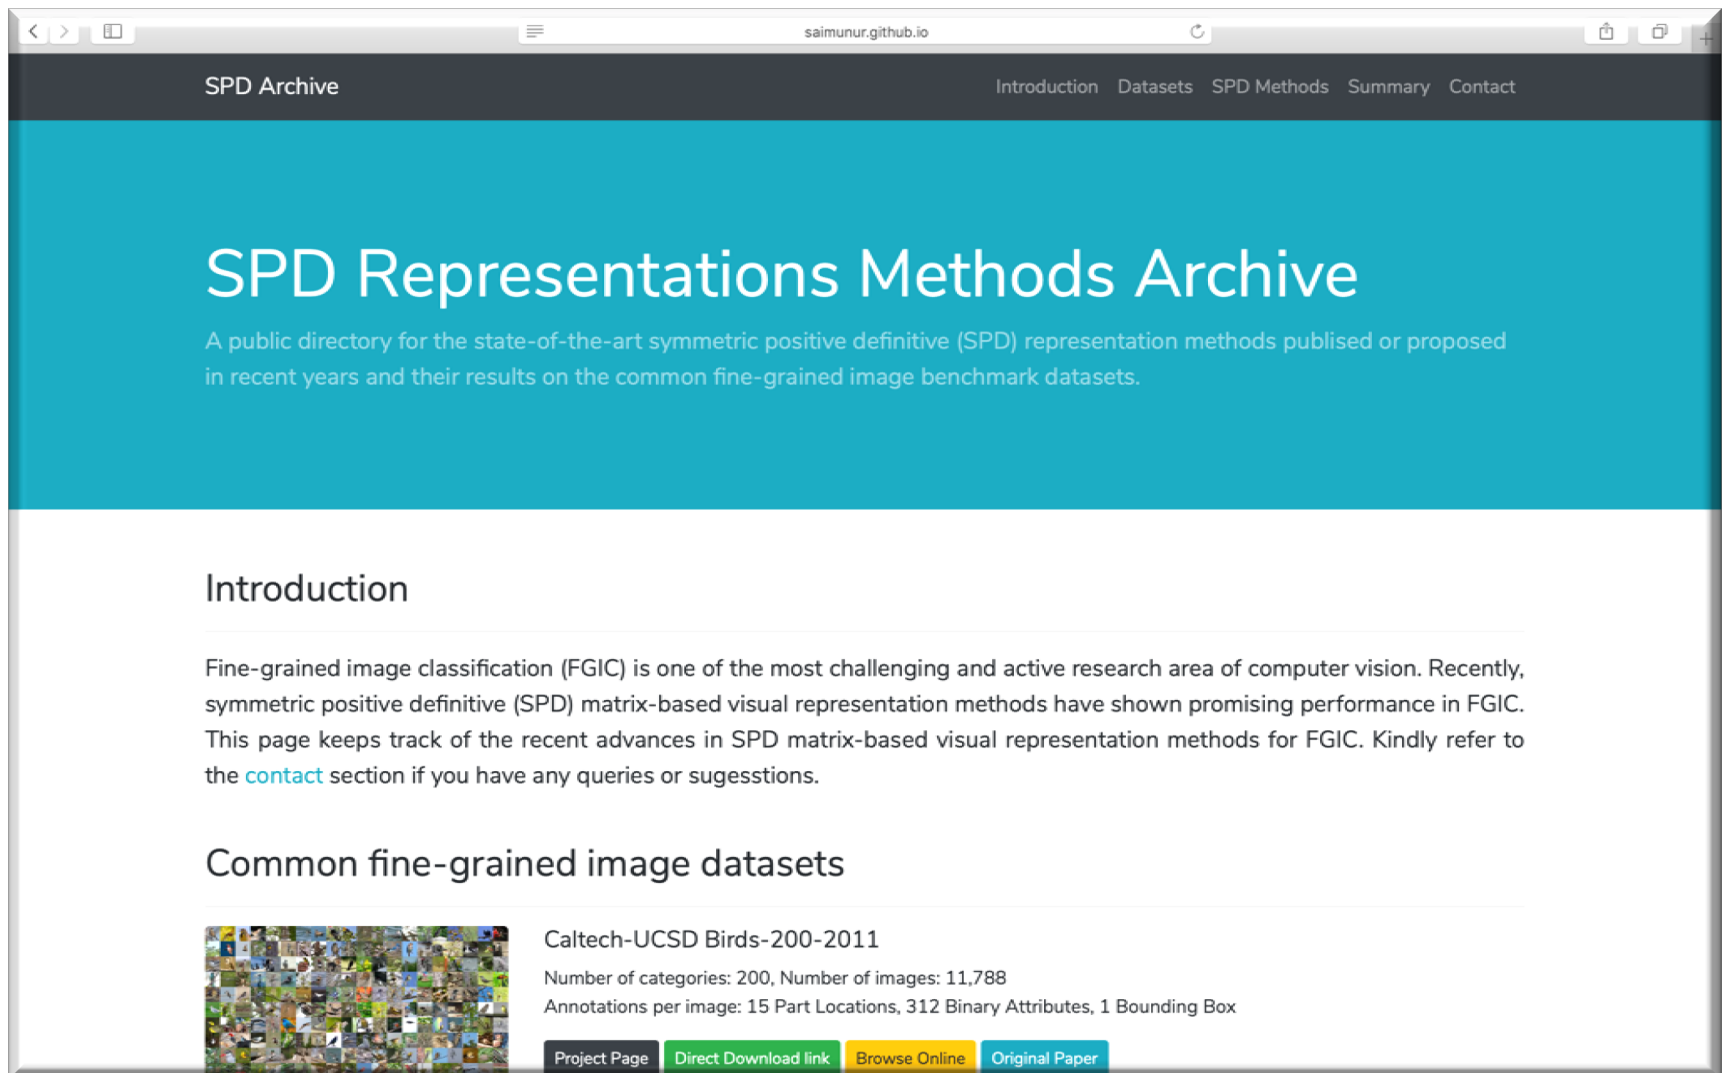 saimunur.github.io
SPD Archive
Introduction Datasets SPD Methods Summary Contact
SPD Representations Methods Archive
A public directory for the state-of-the-art symmetric positive definitive (SPD) representation methods publised or proposed
in recent years and their results on the common fine-grained image benchmark datasets.
Introduction
Fine-grained image classification (FGIC) is one of the most challenging and active research area of computer vision. Recently,
symmetric positive definitive (SPD) matrix-based visual representation methods have shown promising performance in FGIC.
This page keeps track of the recent advances in SPD matrix-based visual representation methods for FGIC. Kindly refer to
the contact section if you have any queries or sugesstions.
Common fine-grained image datasets
Caltech-UCSD Birds-200-2011
Number of categories: 200, Number of images: 11,788
Annotations per image: 15 Part Locations, 312 Binary Attributes, 1 Bounding Box
Project Page Direct Download link Browse Online Original Paper